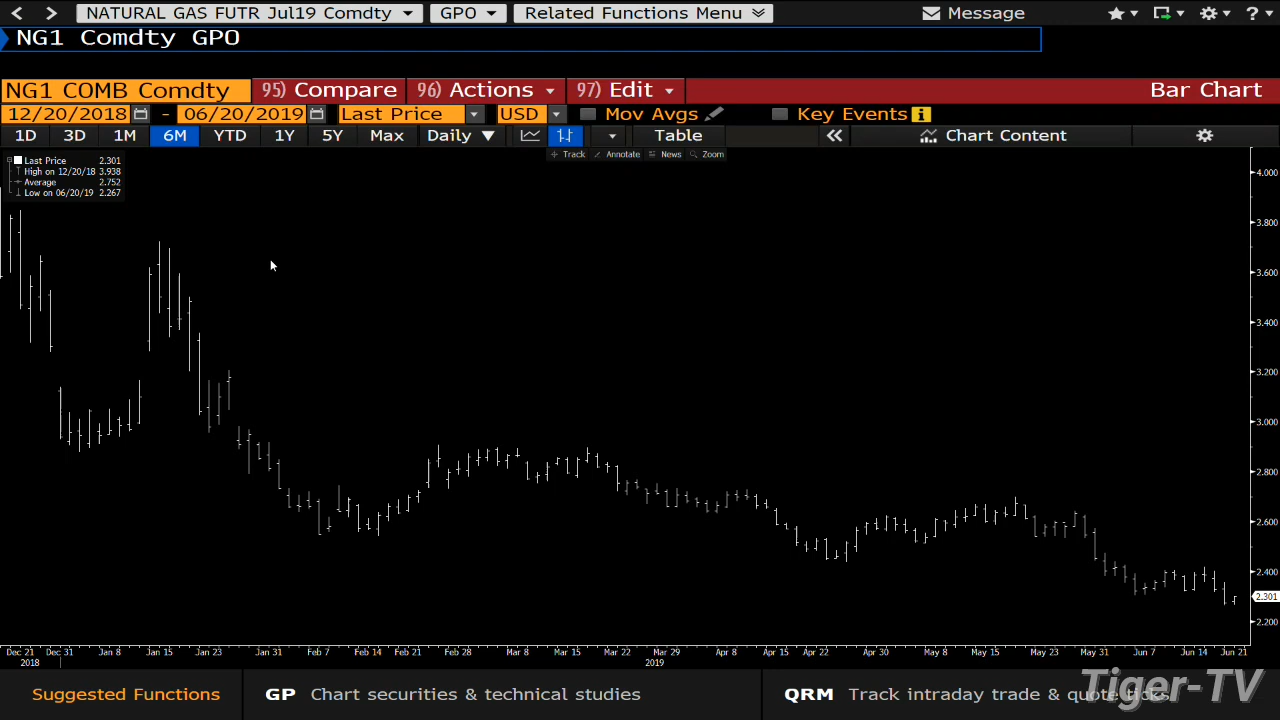 NATURAL GAS FUTR Jul19 Comdty GPO Related Functions Menu Message ?
NG1 Comdty GPO
NG1 COMB Comdty 95) Compare 96) Actions 97) Edit Bar Chart
12/20/2018 - 06/20/2019 Last Price USD Mov Avgs Key Events i
1D 3D 1M 6M YTD 1Y 5Y Max Daily Table Chart Content
Track Annotate News Zoom
Last Price 2.301
High on 12/20/18 3.938
Average 2.752
Low on 06/20/19 2.267
4.000
3.800
3.600
3.400
3.200
3.000
2.800
2.600
2.400
2.301
2.200
Dec 21 Dec 31 Jan 8 Jan 15 Jan 23 Jan 31 Feb 7 Feb 14 Feb 21 Feb 28 Mar 8 Mar 15 Mar 22 Mar 29 Apr 8 Apr 15 Apr 22 Apr 30 May 8 May 15 May 23 May 31 Jun 7 Jun 14 Jun 21
2018 2019
Suggested Functions GP Chart securities & technical studies QRM Track intraday trade & quote ticks
Tiger-TV